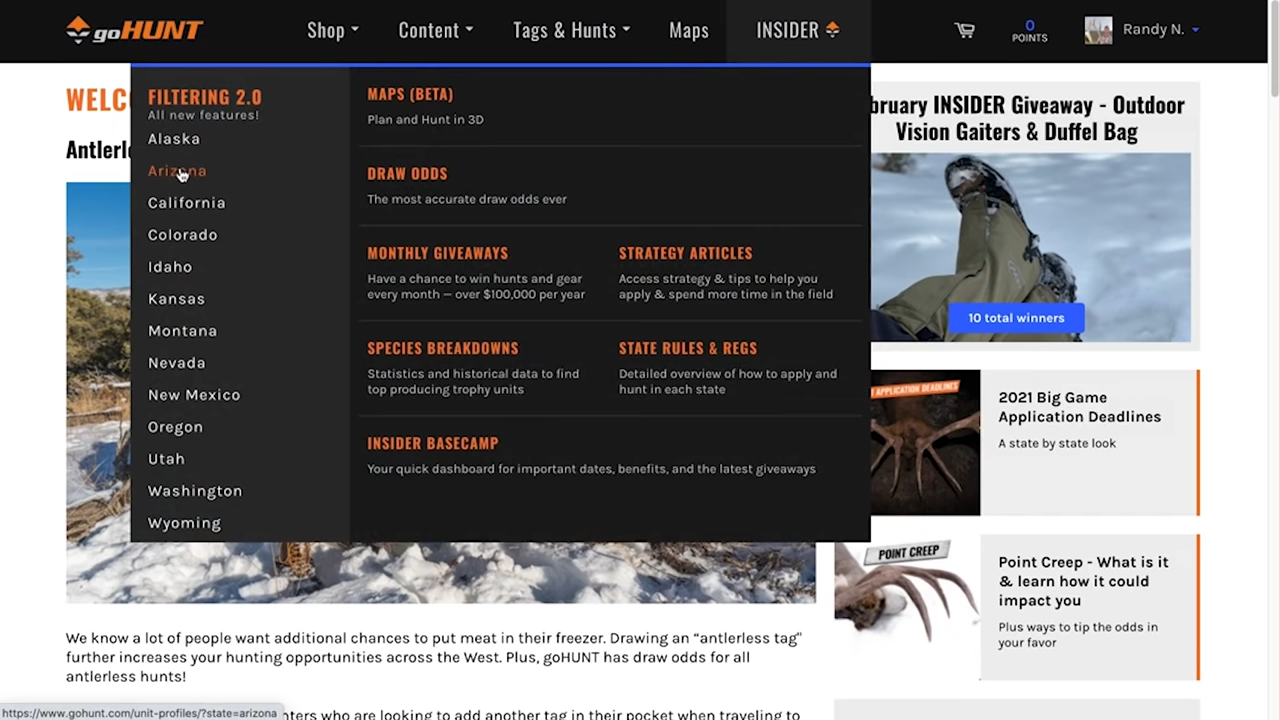 goHUNT
Shop
Content
Tags & Hunts
Maps
INSIDER
0
POINTS
Randy N.
WELC
Antlerle
FILTERING 2.0
All new features!
Alaska
Arizona
California
Colorado
Idaho
Kansas
Montana
Nevada
New Mexico
Oregon
Utah
Washington
Wyoming
MAPS (BETA)
Plan and Hunt in 3D
DRAW ODDS
The most accurate draw odds ever
MONTHLY GIVEAWAYS
Have a chance to win hunts and gear
every month — over $100,000 per year
STRATEGY ARTICLES
Access strategy & tips to help you
apply & spend more time in the field
SPECIES BREAKDOWNS
Statistics and historical data to find
top producing trophy units
STATE RULES & REGS
Detailed overview of how to apply and
hunt in each state
INSIDER BASECAMP
Your quick dashboard for important dates, benefits, and the latest giveaways
bruary INSIDER Giveaway - Outdoor
Vision Gaiters & Duffel Bag
10 total winners
APPLICATION DEADLINES
2021 Big Game
Application Deadlines
A state by state look
POINT CREEP
Point Creep - What is it
& learn how it could
impact you
Plus ways to tip the odds in
your favor
We know a lot of people want additional chances to put meat in their freezer. Drawing an “antlerless tag”
further increases your hunting opportunities across the West. Plus, goHUNT has draw odds for all
antlerless hunts!
nters who are looking to add another tag in their pocket when traveling to
https://www.gohunt.com/unit-profiles/?state=arizona